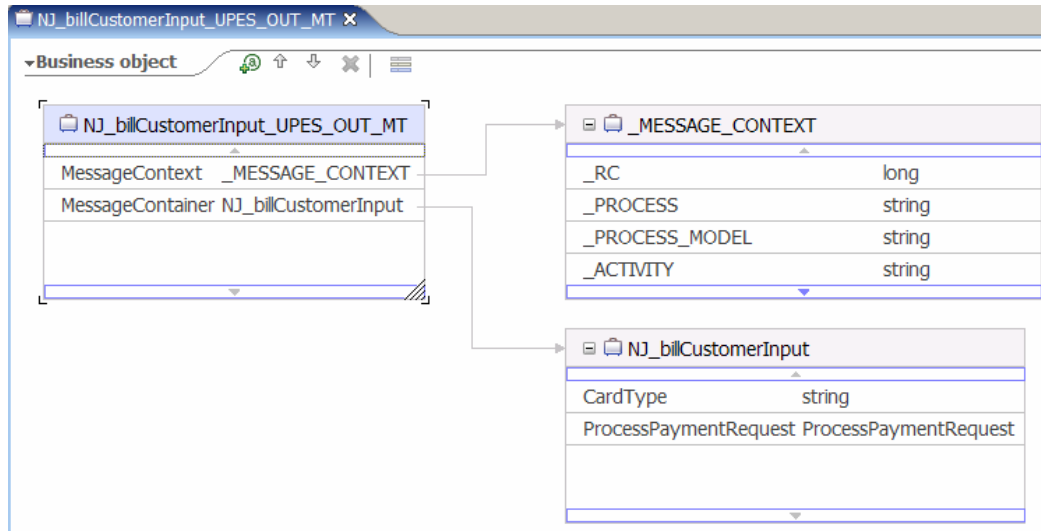 NJ_billCustomerInput_UPES_OUT_MT
Business object
NJ_billCustomerInput_UPES_OUT_MT
MessageContext _MESSAGE_CONTEXT
MessageContainer NJ_billCustomerInput
_MESSAGE_CONTEXT
_RC long
_PROCESS string
_PROCESS_MODEL string
_ACTIVITY string
NJ_billCustomerInput
CardType string
ProcessPaymentRequest ProcessPaymentRequest